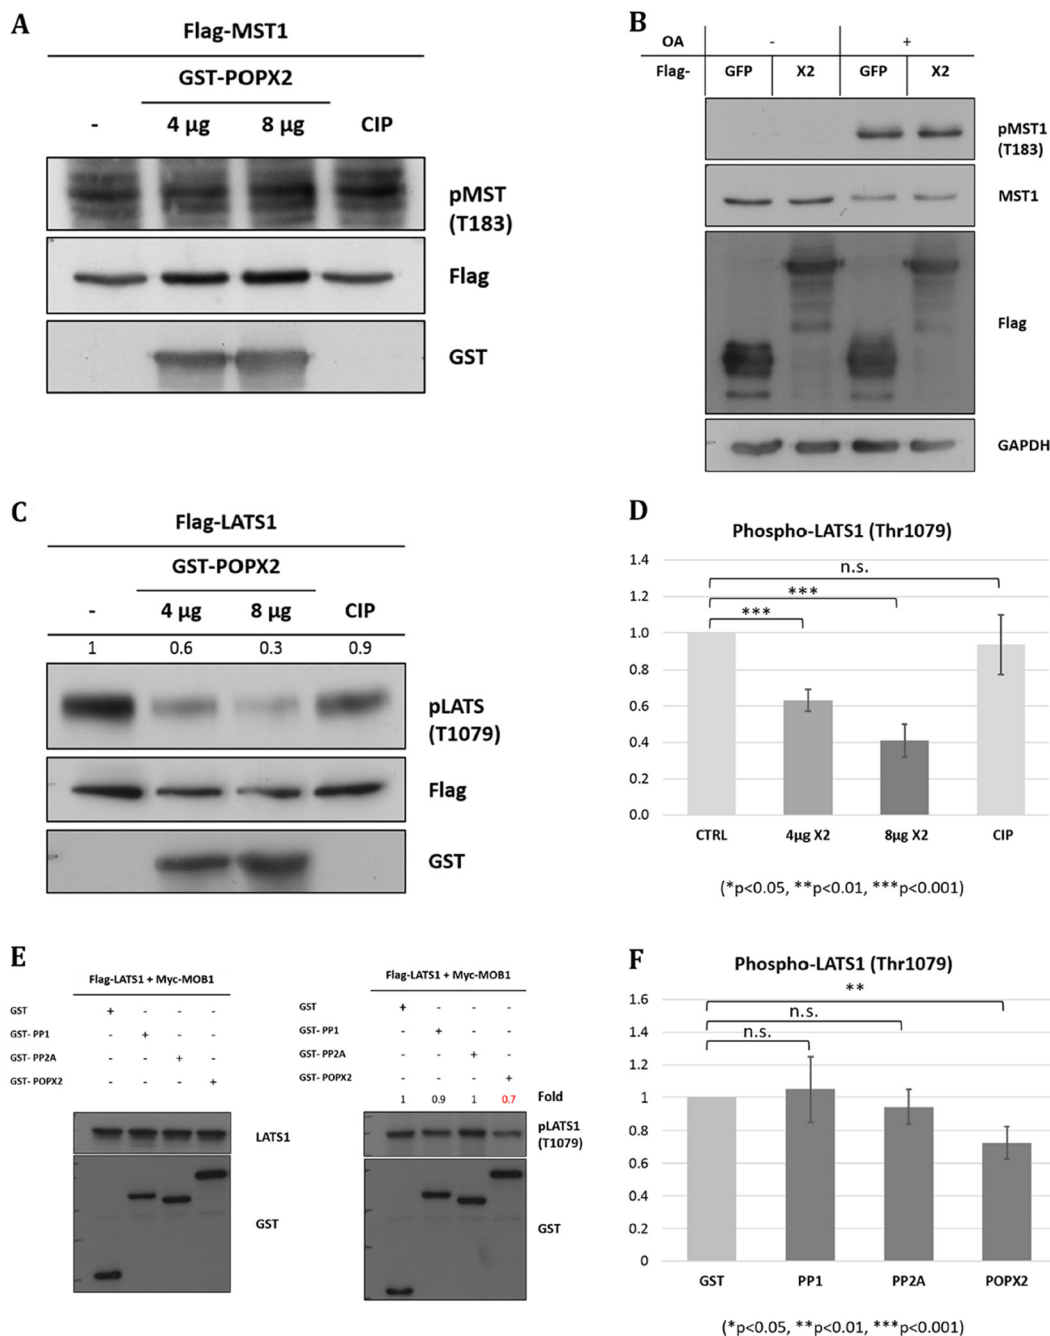 A
Flag-MST1
GST-POPX2
- 4 µg 8 µg CIP
pMST
(T183)
Flag
GST
B
OA - +
Flag- GFP X2 GFP X2
pMST1
(T183)
MST1
Flag
GAPDH
C
Flag-LATS1
GST-POPX2
- 4 µg 8 µg CIP
1 0.6 0.3 0.9
pLATS
(T1079)
Flag
GST
D
Phospho-LATS1 (Thr1079)
1.4
1.2
1.0
0.8
0.6
0.4
0.2
0.0
n.s.
***
***
CTRL 4µg X2 8µg X2 CIP
(*p<0.05, **p<0.01, ***p<0.001)
E
Flag-LATS1 + Myc-MOB1
GST + - - -
GST- PP1 - + - -
GST- PP2A - - + -
GST- POPX2 - - - +
LATS1
GST
Flag-LATS1 + Myc-MOB1
GST + - - -
GST- PP1 - + - -
GST- PP2A - - + -
GST- POPX2 - - - +
1 0.9 1 0.7 Fold
pLATS1
(T1079)
GST
F
Phospho-LATS1 (Thr1079)
1.6
1.4
1.2
1
0.8
0.6
0.4
0.2
0
**
n.s.
n.s.
GST PP1 PP2A POPX2
(*p<0.05, **p<0.01, ***p<0.001)